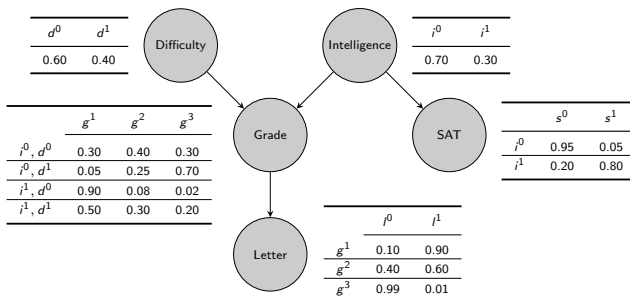 d⁰ d¹
0.60 0.40
Difficulty
Intelligence
i⁰ i¹
0.70 0.30
g¹ g² g³
i⁰, d⁰ 0.30 0.40 0.30
i⁰, d¹ 0.05 0.25 0.70
i¹, d⁰ 0.90 0.08 0.02
i¹, d¹ 0.50 0.30 0.20
Grade
SAT
s⁰ s¹
i⁰ 0.95 0.05
i¹ 0.20 0.80
Letter
l⁰ l¹
g¹ 0.10 0.90
g² 0.40 0.60
g³ 0.99 0.01